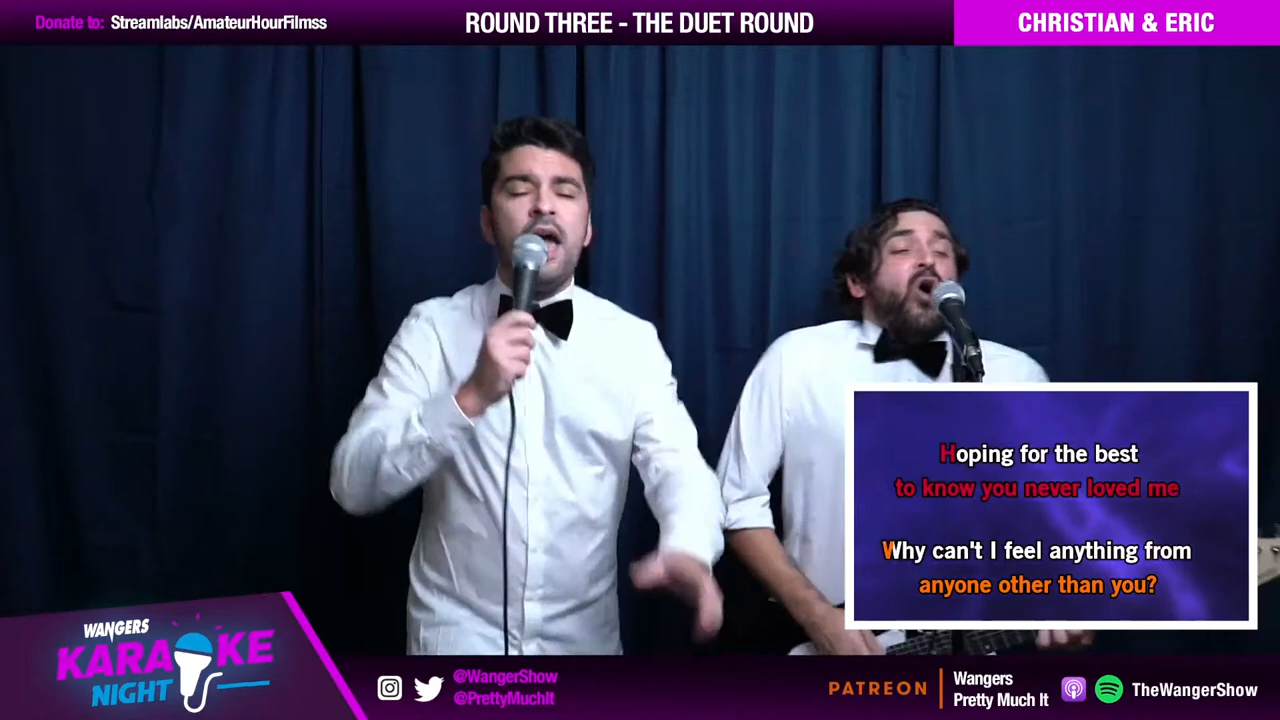 Donate to: Streamlabs/AmateurHourFilmss
ROUND THREE - THE DUET ROUND
CHRISTIAN & ERIC
Hoping for the best
to know you never loved me
Why can't I feel anything from
anyone other than you?
WANGERS
KARAOKE
NIGHT
@WangerShow
@PrettyMuchIt
PATREON
Wangers
Pretty Much It
TheWangerShow